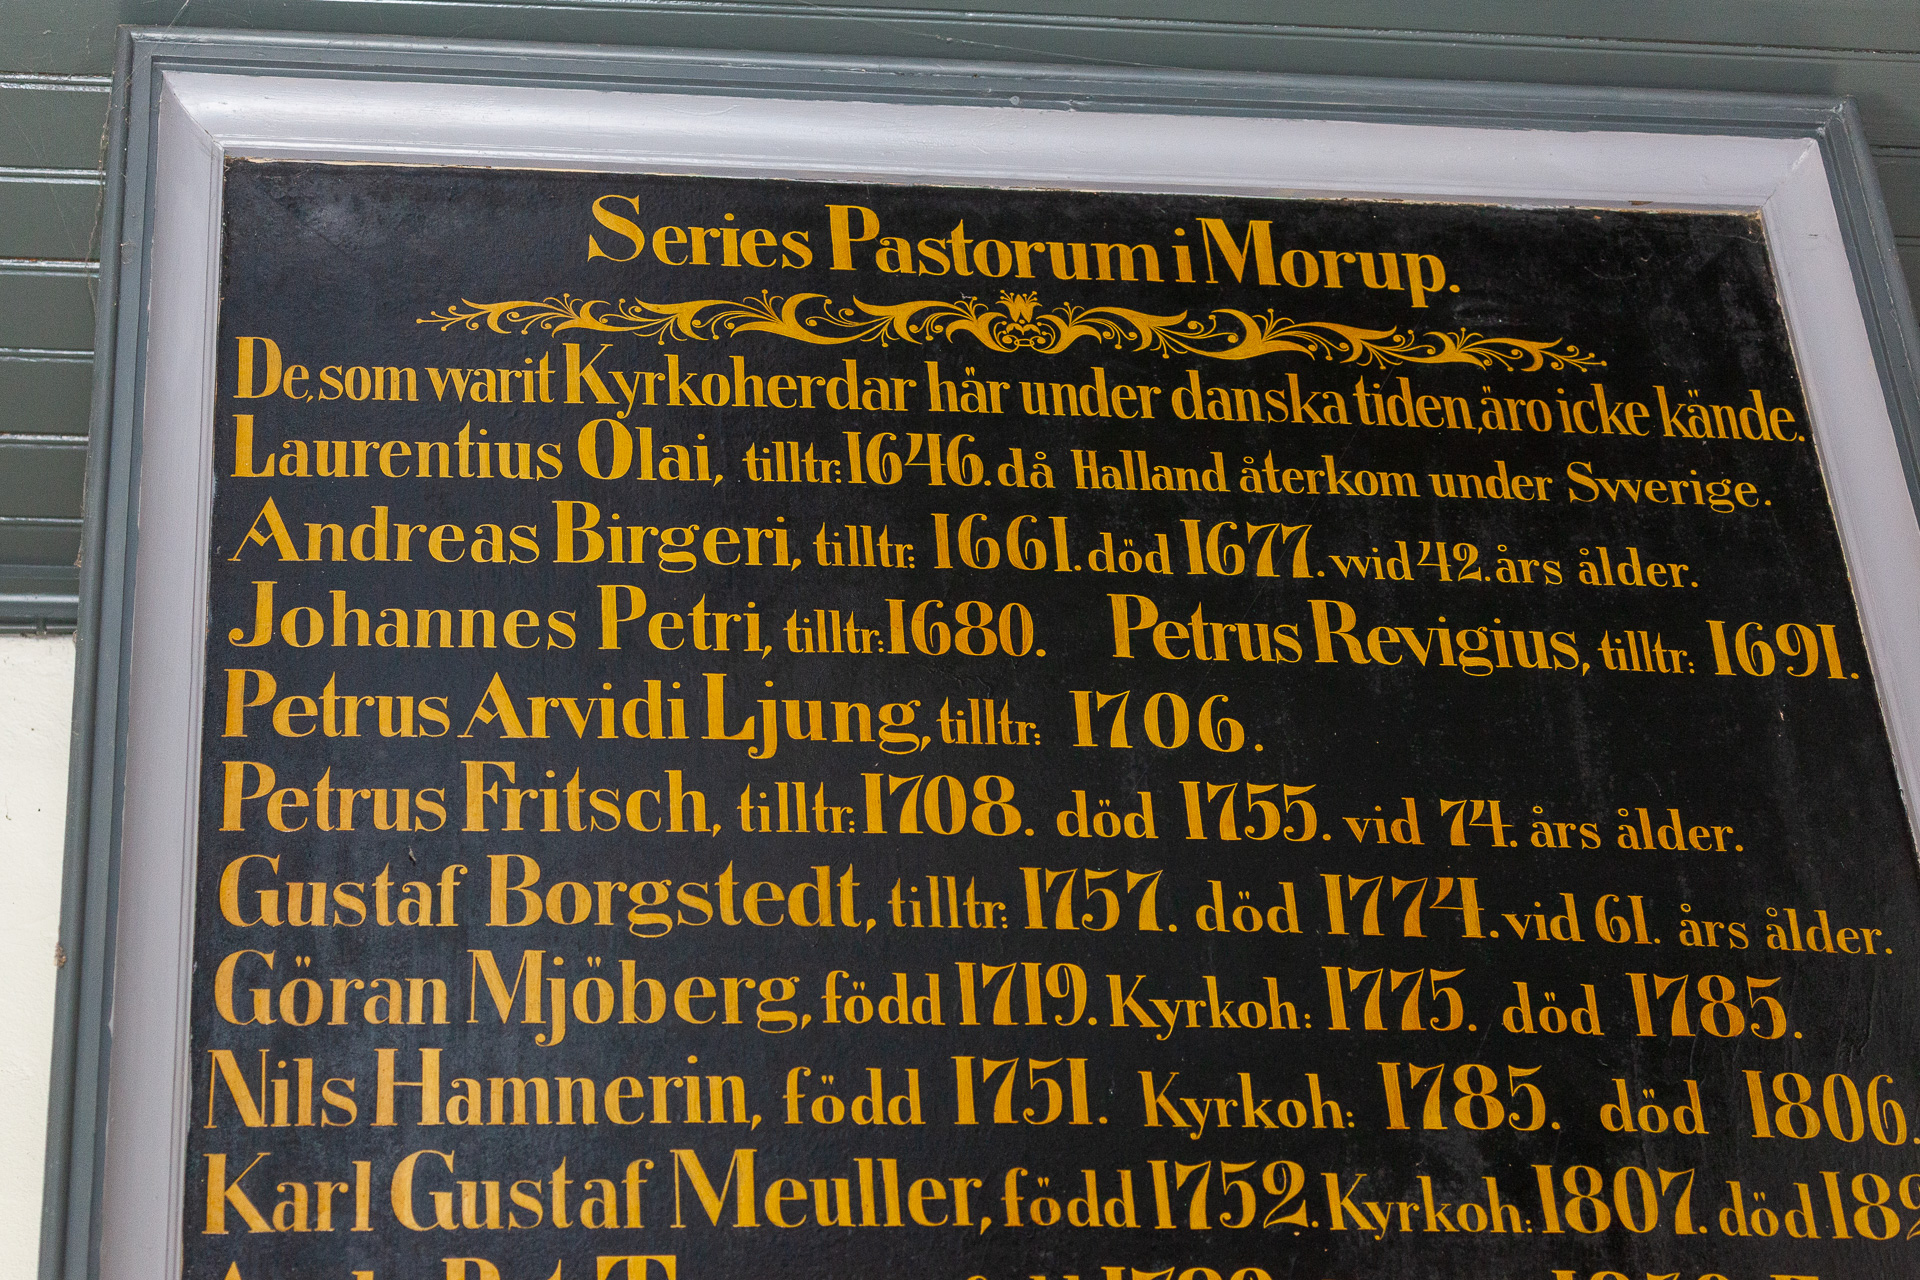 Series Pastorum i Morup.
De, som warit Kyrkoherdar här under danska tiden, äro icke kände.
Laurentius Olai, tilltr: 1646. då Halland återkom under Swerige.
Andreas Birgeri, tilltr: 1661. död 1677. wid 42. års ålder.
Johannes Petri, tilltr: 1680. Petrus Revigius, tilltr: 1691.
Petrus Arvidi Ljung, tilltr: 1706.
Petrus Fritsch, tilltr: 1708. död 1755. vid 74. års ålder.
Gustaf Borgstedt, tilltr: 1757. död 1774. vid 61. års ålder.
Göran Mjöberg, född 1719. Kyrkoh: 1775. död 1785.
Nils Hamnerin, född 1751. Kyrkoh: 1785. död 1806.
Karl Gustaf Meuller, född 1752. Kyrkoh: 1807. död